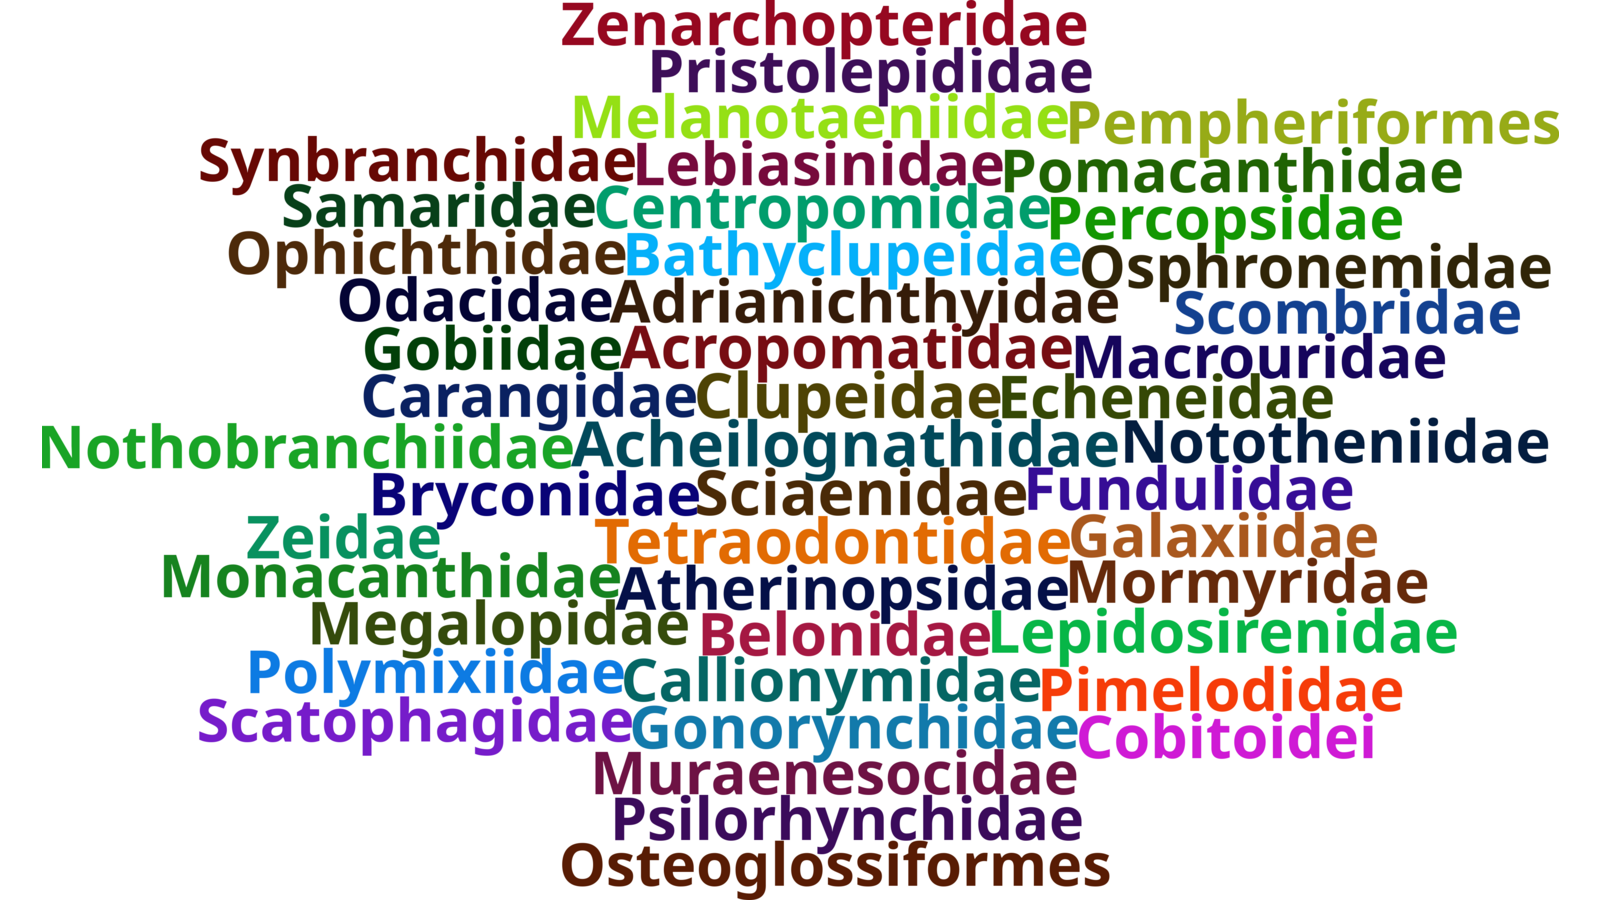 Zenarchopteridae
Pristolepididae
Melanotaeniidae Pempheriformes
Synbranchidae Lebiasinidae Pomacanthidae
Samaridae Centropomidae Percopsidae
Ophichthidae Bathyclupeidae Osphronemidae
Odacidae Adrianichthyidae Scombridae
Gobiidae Acropomatidae Macrouridae
Carangidae Clupeidae Echeneidae
Nothobranchiidae Acheilognathidae Nototheniidae
Bryconidae Sciaenidae Fundulidae
Zeidae Tetraodontidae Galaxiidae
Monacanthidae Atherinopsidae Mormyridae
Megalopidae Belonidae Lepidosirenidae
Polymixiidae Callionymidae Pimelodidae
Scatophagidae Gonorynchidae Cobitoidei
Muraenesocidae
Psilorhynchidae
Osteoglossiformes